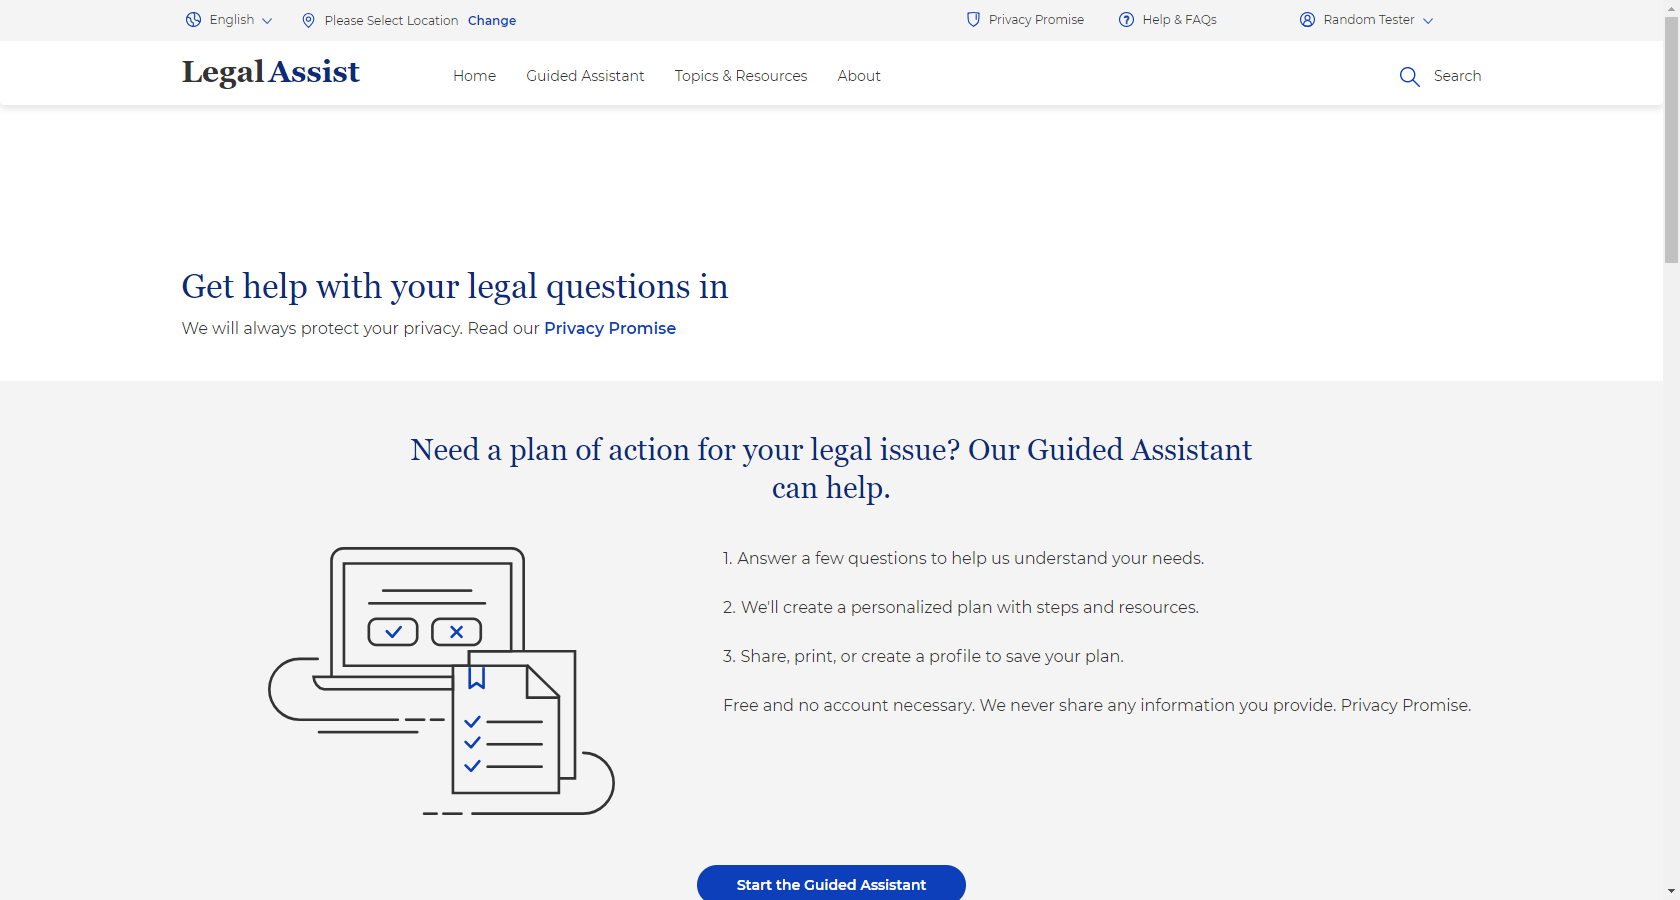 English
Please Select Location Change
Privacy Promise
Help & FAQs
Random Tester
Legal Assist
Home
Guided Assistant
Topics & Resources
About
Search
Get help with your legal questions in
We will always protect your privacy. Read our Privacy Promise
Need a plan of action for your legal issue? Our Guided Assistant
can help.
1. Answer a few questions to help us understand your needs.
2. We'll create a personalized plan with steps and resources.
3. Share, print, or create a profile to save your plan.
Free and no account necessary. We never share any information you provide. Privacy Promise.
Start the Guided Assistant